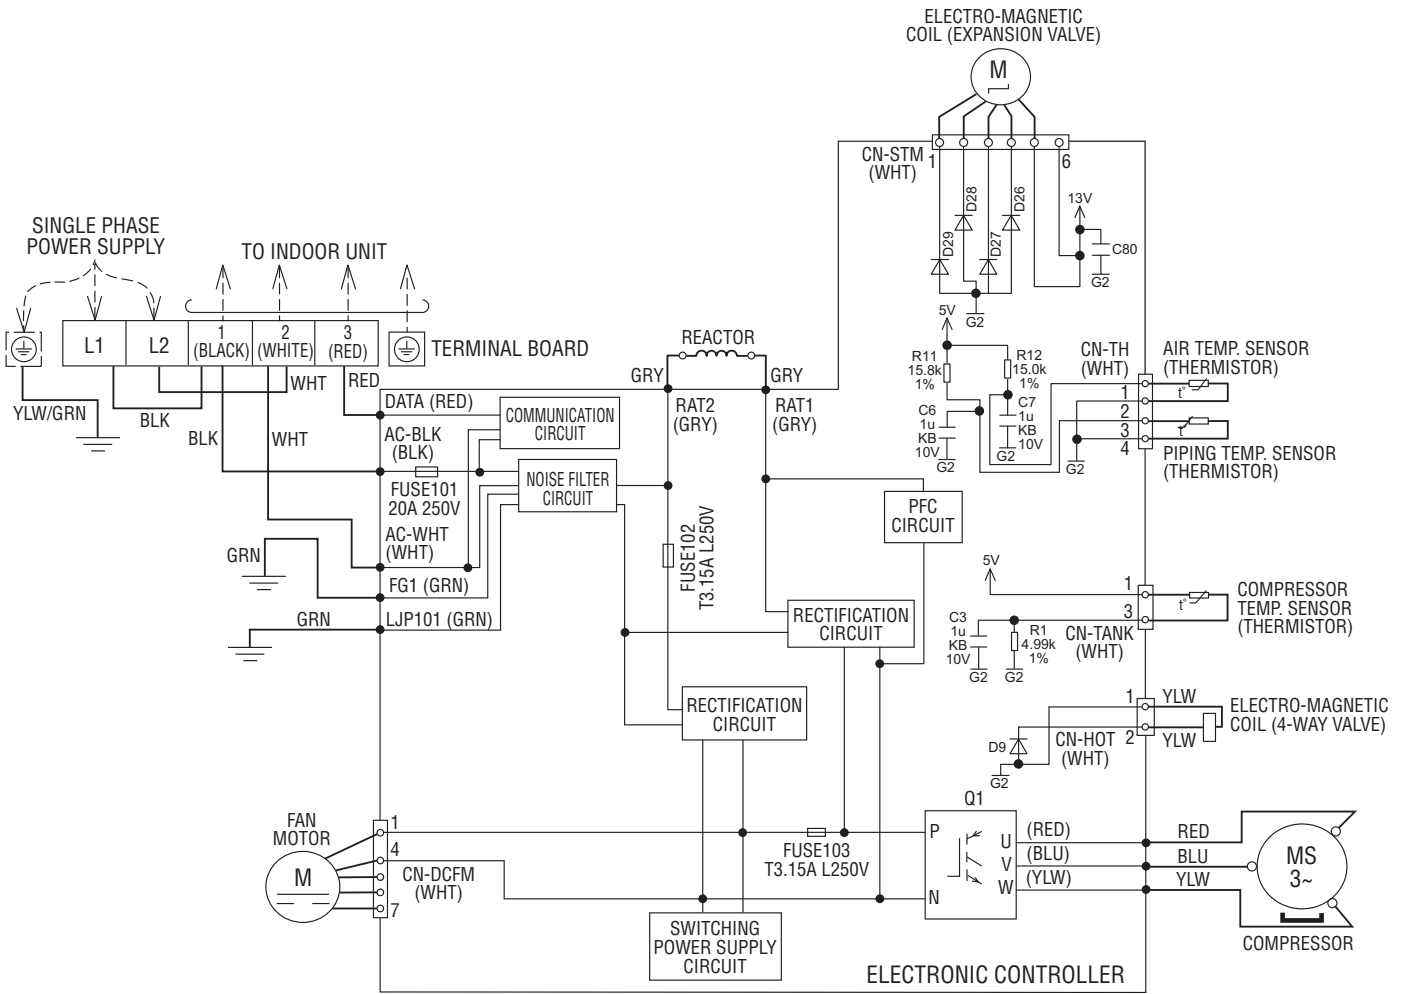 ELECTRO-MAGNETIC
COIL (EXPANSION VALVE)
M
CN-STM
(WHT)
1
6
D29
D28
D27
D26
13V
C80
G2
G2
SINGLE PHASE
POWER SUPPLY
TO INDOOR UNIT
L1
L2
1
(BLACK)
2
(WHITE)
3
(RED)
TERMINAL BOARD
YLW/GRN
BLK
WHT
RED
BLK
WHT
REACTOR
GRY
GRY
RAT2
(GRY)
RAT1
(GRY)
DATA (RED)
COMMUNICATION
CIRCUIT
AC-BLK
(BLK)
FUSE101
20A 250V
NOISE FILTER
CIRCUIT
AC-WHT
(WHT)
GRN
FG1 (GRN)
GRN
LJP101 (GRN)
FUSE102
T3.15A L250V
PFC
CIRCUIT
RECTIFICATION
CIRCUIT
RECTIFICATION
CIRCUIT
5V
R11
15.8k
1%
R12
15.0k
1%
C6
1u
KB
10V
G2
C7
1u
KB
10V
G2
G2
CN-TH
(WHT)
1
2
3
4
AIR TEMP. SENSOR
(THERMISTOR)
t°
t°
PIPING TEMP. SENSOR
(THERMISTOR)
5V
C3
1u
KB
10V
G2
R1
4.99k
1%
G2
1
3
CN-TANK
(WHT)
t°
COMPRESSOR
TEMP. SENSOR
(THERMISTOR)
1
2
YLW
YLW
CN-HOT
(WHT)
D9
G2
ELECTRO-MAGNETIC
COIL (4-WAY VALVE)
FAN
MOTOR
M
1
4
7
CN-DCFM
(WHT)
FUSE103
T3.15A L250V
SWITCHING
POWER SUPPLY
CIRCUIT
Q1
P
N
U
V
W
(RED)
(BLU)
(YLW)
RED
BLU
YLW
MS
3~
COMPRESSOR
ELECTRONIC CONTROLLER